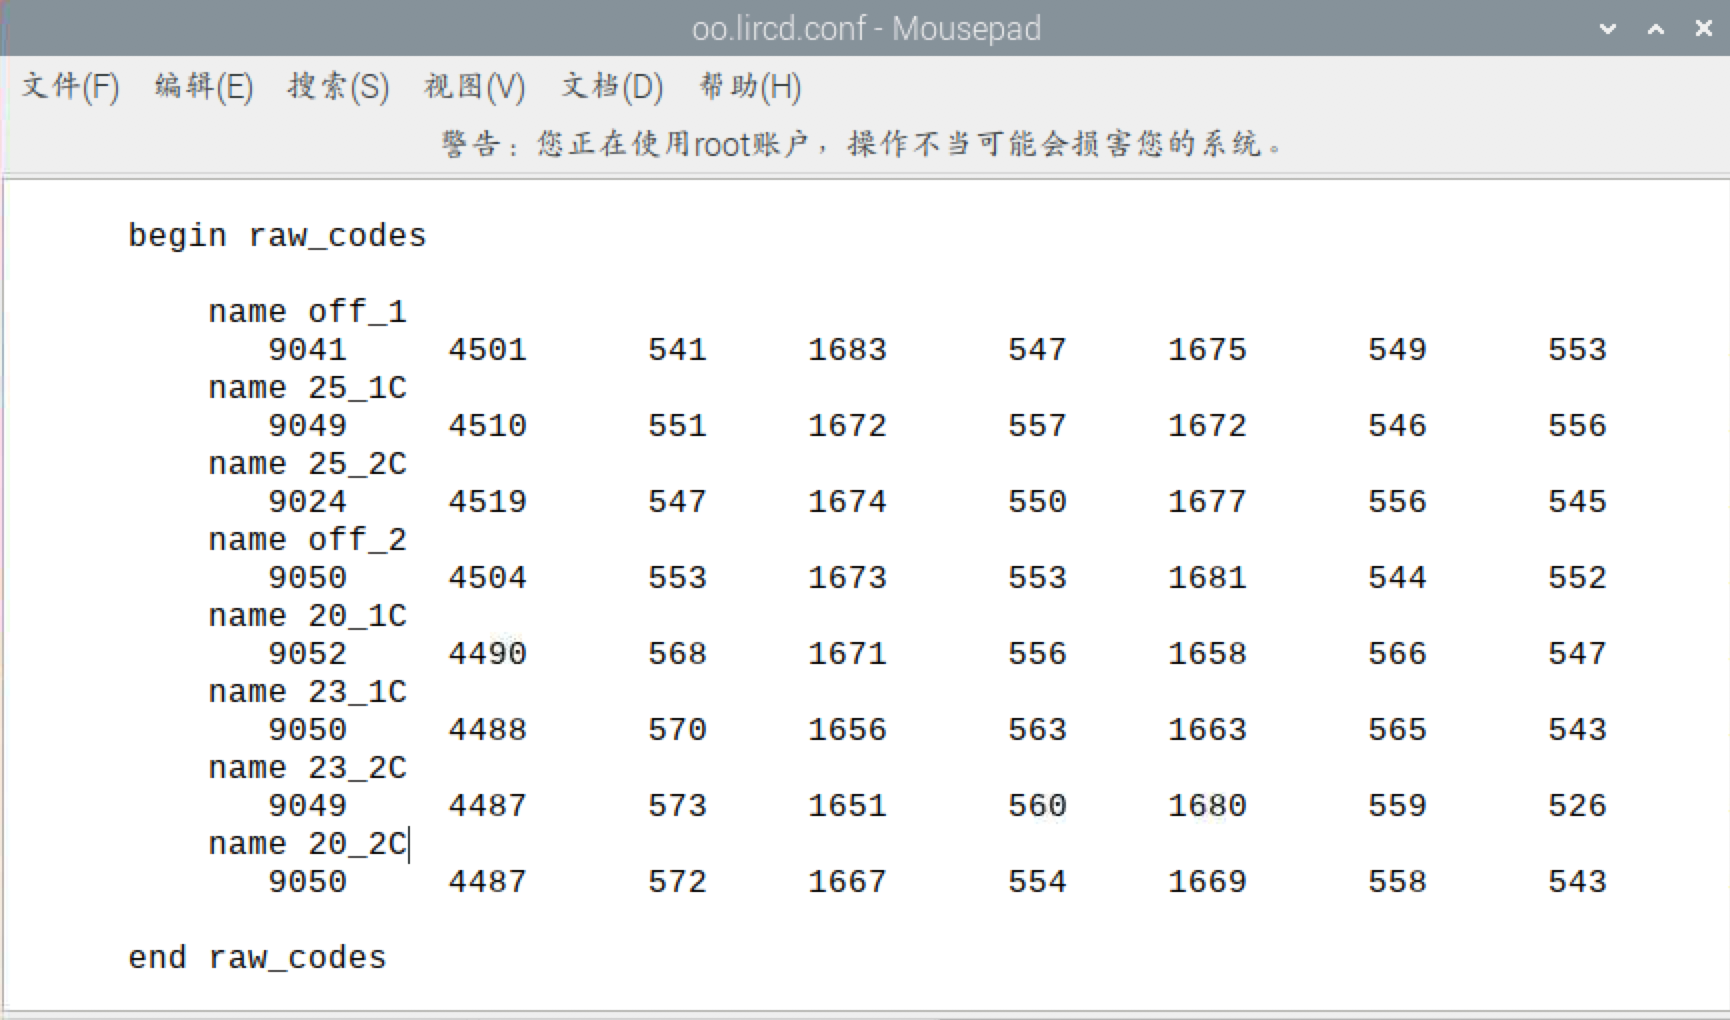 oo.lircd.conf - Mousepad
文件(F) 编辑(E) 搜索(S) 视图(V) 文档(D) 帮助(H)
警告：您正在使用root账户，操作不当可能会损害您的系统。
begin raw_codes
name off_1
9041 4501 541 1683 547 1675 549 553
name 25_1C
9049 4510 551 1672 557 1672 546 556
name 25_2C
9024 4519 547 1674 550 1677 556 545
name off_2
9050 4504 553 1673 553 1681 544 552
name 20_1C
9052 4490 568 1671 556 1658 566 547
name 23_1C
9050 4488 570 1656 563 1663 565 543
name 23_2C
9049 4487 573 1651 560 1680 559 526
name 20_2C
9050 4487 572 1667 554 1669 558 543
end raw_codes